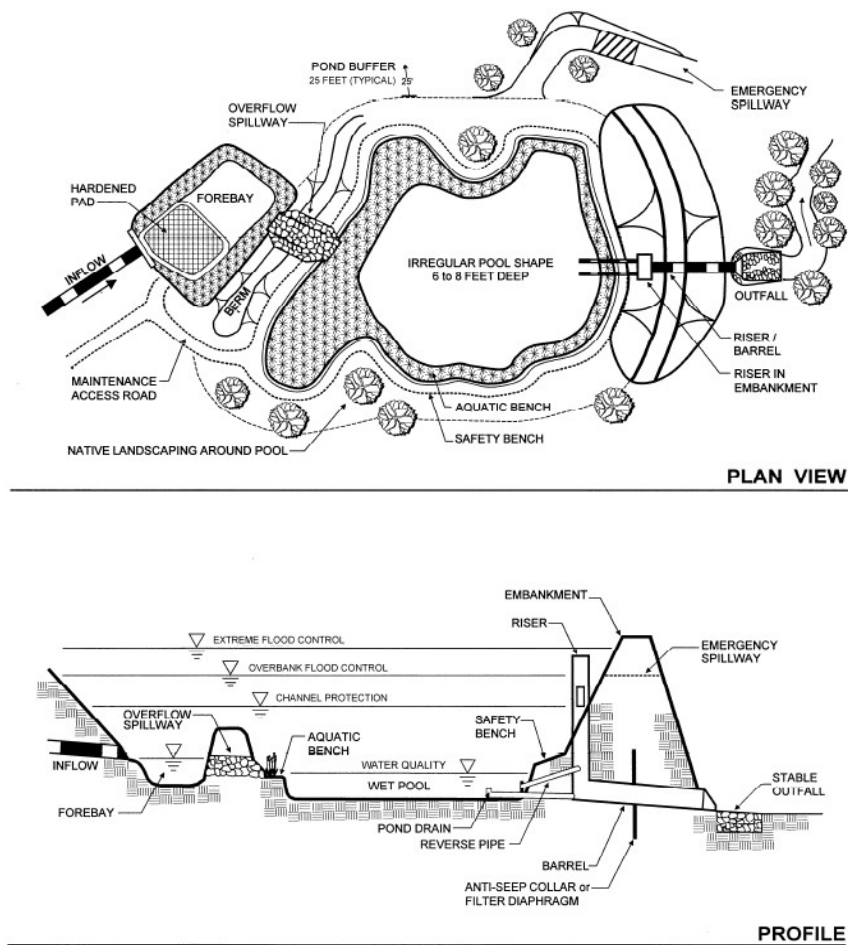 POND BUFFER
25 FEET (TYPICAL) 25'
EMERGENCY
SPILLWAY
OVERFLOW
SPILLWAY
HARDENED
PAD
FOREBAY
INFLOW
IRREGULAR POOL SHAPE
6 to 8 FEET DEEP
BERM
OUTFALL
RISER /
BARREL
RISER IN
EMBANKMENT
MAINTENANCE
ACCESS ROAD
AQUATIC BENCH
SAFETY BENCH
NATIVE LANDSCAPING AROUND POOL
PLAN VIEW
EMBANKMENT
RISER
EXTREME FLOOD CONTROL
EMERGENCY
SPILLWAY
OVERBANK FLOOD CONTROL
CHANNEL PROTECTION
OVERFLOW
SPILLWAY
SAFETY
BENCH
AQUATIC
BENCH
WATER QUALITY
INFLOW
WET POOL
STABLE
OUTFALL
FOREBAY
POND DRAIN
REVERSE PIPE
BARREL
ANTI-SEEP COLLAR or
FILTER DIAPHRAGM
PROFILE